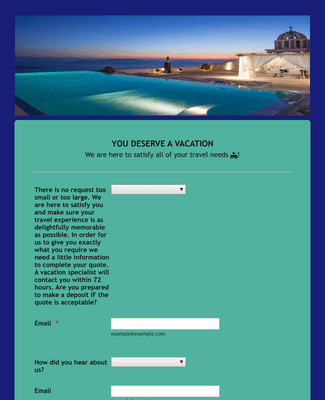 YOU DESERVE A VACATION
We are here to satisfy all of your travel needs 🛳!
There is no request too
small or too large. We
are here to satisfy you
and make sure your
travel experience is as
delightfully memorable
as possible. In order for
us to give you exactly
what you require we
need a little information
to complete your quote.
A vacation specialist will
contact you within 72
hours. Are you prepared
to make a deposit IF the
quote is acceptable?
Email *
example@example.com
How did you hear about
us?
Email